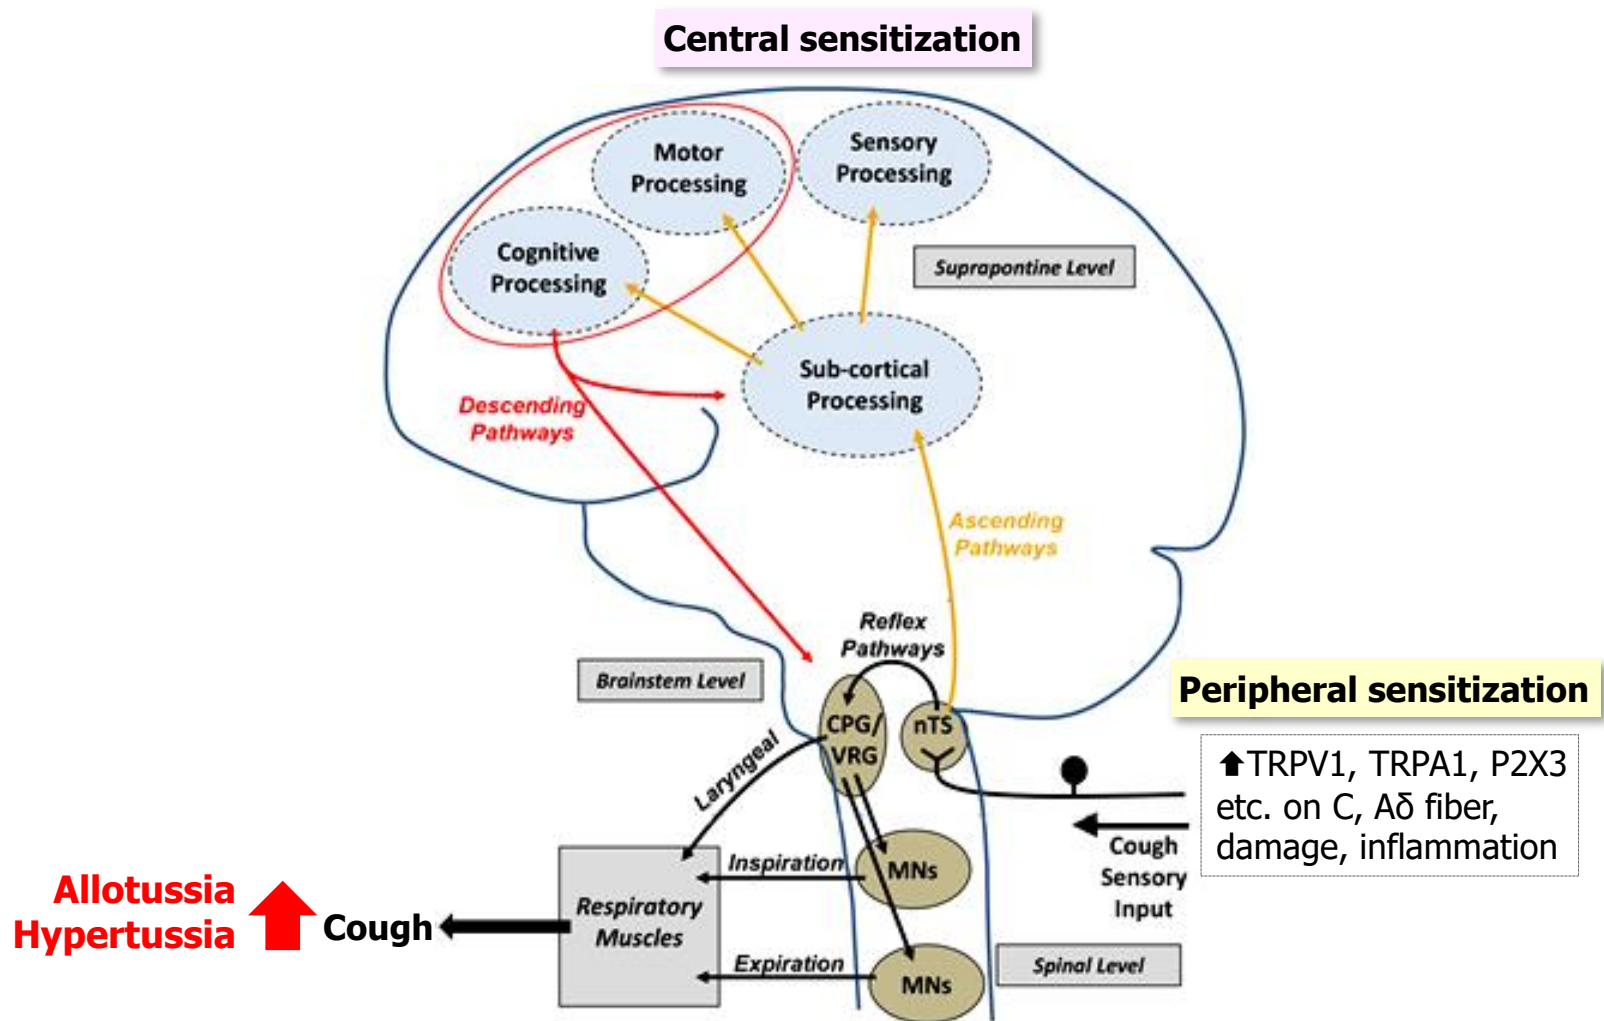 Central sensitization
Motor
Processing
Sensory
Processing
Cognitive
Processing
Suprapontine Level
Sub-cortical
Processing
Descending
Pathways
Ascending
Pathways
Reflex
Pathways
Brainstem Level
Peripheral sensitization
CPG/
VRG
nTS
Laryngeal
⬆TRPV1, TRPA1, P2X3
etc. on C, Aδ fiber,
damage, inflammation
Cough
Sensory
Input
Inspiration
MNs
Allotussia
Hypertussia
Cough
Respiratory
Muscles
Expiration
MNs
Spinal Level